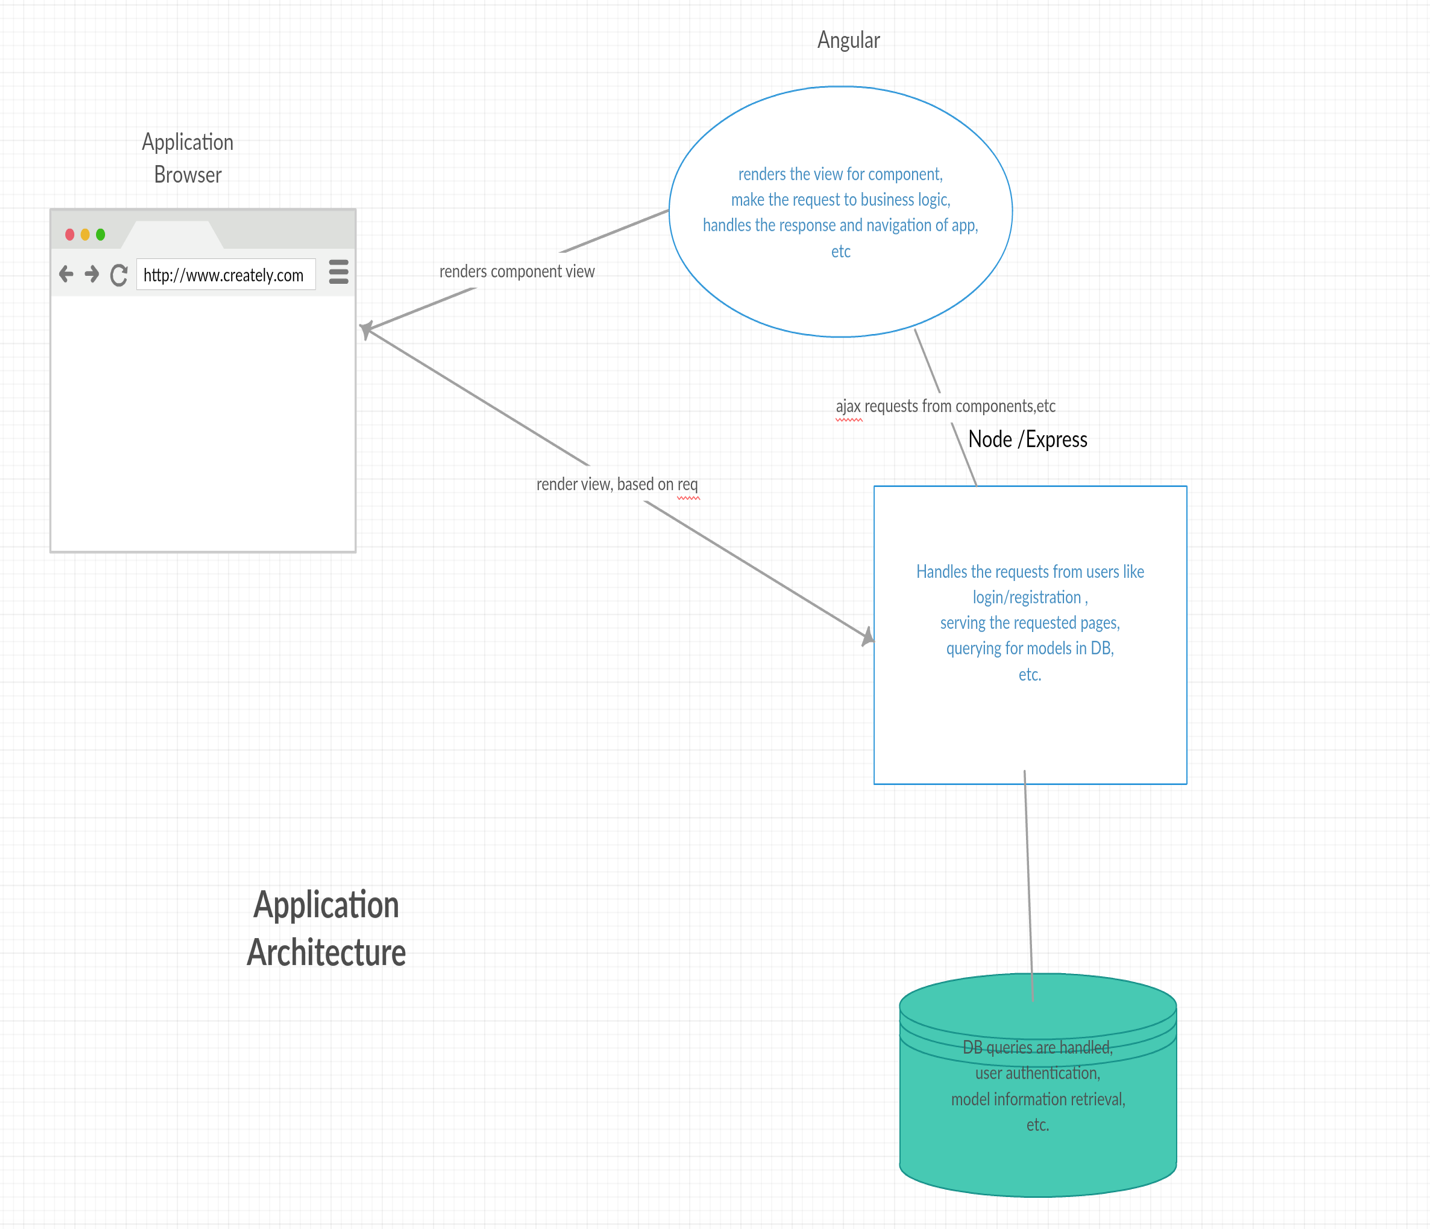 Angular
Application
Browser
http://www.creately.com
renders the view for component,
make the request to business logic,
handles the response and navigation of app,
etc
renders component view
ajax requests from components,etc
Node /Express
render view, based on req
Handles the requests from users like
login/registration ,
serving the requested pages,
querying for models in DB,
etc.
Application
Architecture
DB queries are handled,
user authentication,
model information retrieval,
etc.